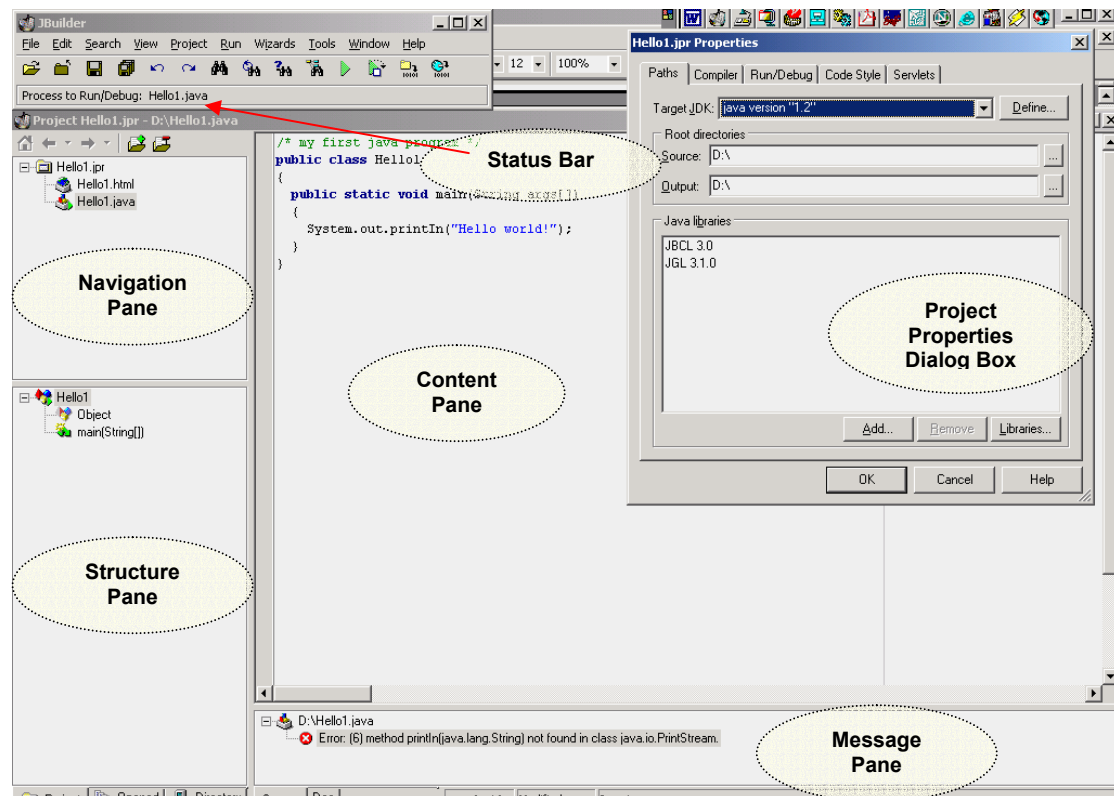 JBuilder
File Edit Search View Project Run Wizards Tools Window Help
12 100%
Process to Run/Debug: Hello1.java
Project Hello1.jpr - D:\Hello1.java
Hello1.jpr
Hello1.html
Hello1.java
Navigation
Pane
Hello1
Object
main(String[])
Structure
Pane
/* my first java program */
public class Hello1
{
public static void main(String args[])
{
System.out.printIn("Hello world!");
}
}
Status Bar
Content
Pane
Hello1.jpr Properties
Paths Compiler Run/Debug Code Style Servlets
Target JDK: java version "1.2" Define...
Root directories
Source: D:\ ...
Output: D:\ ...
Java libraries
JBCL 3.0
JGL 3.1.0
Project
Properties
Dialog Box
Add... Remove Libraries...
OK Cancel Help
D:\Hello1.java
Error: (6) method printIn(java.lang.String) not found in class java.io.PrintStream.
Message
Pane
Project Opened Directory Doc